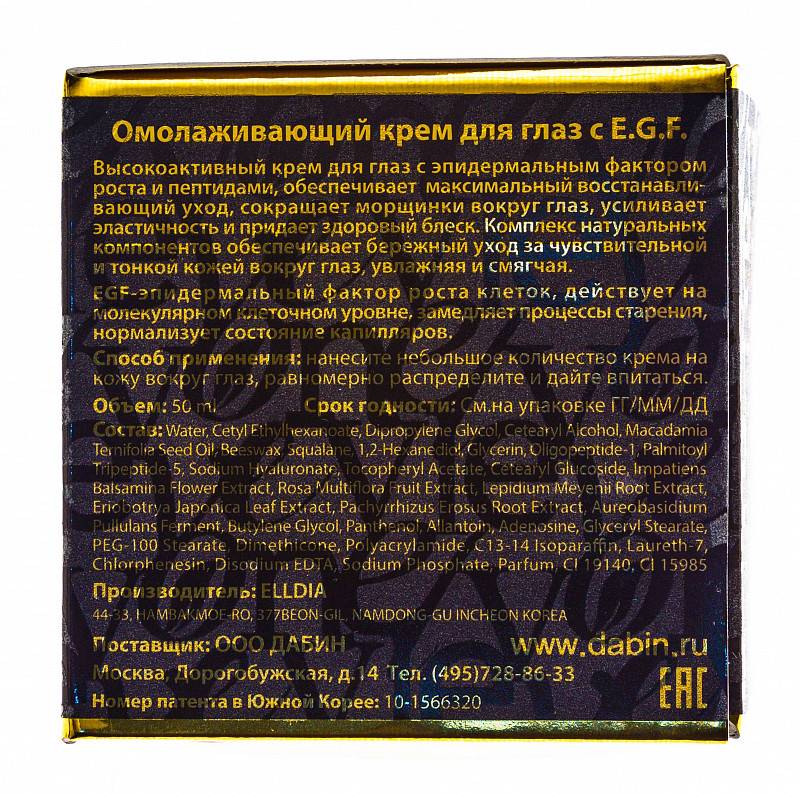 Омолаживающий крем для глаз с E.G.F.
Высокоактивный крем для глаз с эпидермальным фактором
роста и пептидами, обеспечивает максимальный восстанавли-
вающий уход, сокращает морщинки вокруг глаз, усиливает
эластичность и придает здоровый блеск. Комплекс натуральных
компонентов обеспечивает бережный уход за чувствительной
и тонкой кожей вокруг глаз, увлажняя и смягчая.
EGF-эпидермальный фактор роста клеток, действует на
молекулярном клеточном уровне, замедляет процессы старения,
нормализует состояние капилляров.
Способ применения: нанесите небольшое количество крема на
кожу вокруг глаз, равномерно распределите и дайте впитаться.
Объем: 50 ml Срок годности: См.на упаковке ГГ/ММ/ДД
Состав: Water, Cetyl Ethylhexanoate, Dipropylene Glycol, Cetearyl Alcohol, Macadamia
Ternifolia Seed Oil, Beeswax, Squalane, 1,2-Hexanediol, Glycerin, Oligopeptide-1, Palmitoyl
Tripeptide-5, Sodium Hyaluronate, Tocopheryl Acetate, Cetearyl Glucoside, Impatiens
Balsamina Flower Extract, Rosa Multiflora Fruit Extract, Lepidium Meyenii Root Extract,
Eriobotrya Japonica Leaf Extract, Pachyrrhizus Erosus Root Extract, Aureobasidium
Pullulans Ferment, Butylene Glycol, Panthenol, Allantoin, Adenosine, Glyceryl Stearate,
PEG-100 Stearate, Dimethicone, Polyacrylamide, C13-14 Isoparaffin, Laureth-7,
Chlorphenesin, Disodium EDTA, Sodium Phosphate, Parfum, CI 19140, CI 15985
Производитель: ELLDIA
44-33, HAMBAKMOE-RO, 377BEON-GIL, NAMDONG-GU INCHEON KOREA
Поставщик: ООО ДАБИН www.dabin.ru
Москва, Дорогобужская, д.14 Тел. (495)728-86-33
Номер патента в Южной Корее: 10-1566320
EAC